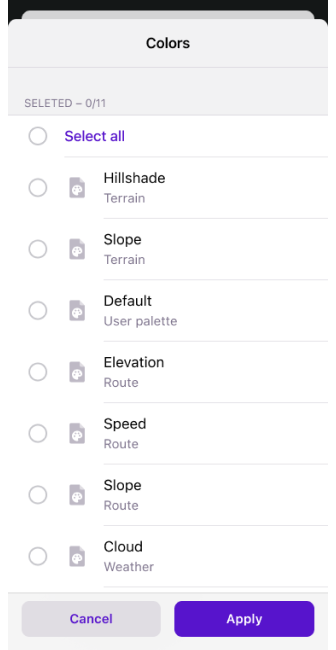 Colors
SELETED – 0/11
Select all
Hillshade
Terrain
Slope
Terrain
Default
User palette
Elevation
Route
Speed
Route
Slope
Route
Cloud
Weather
Cancel
Apply